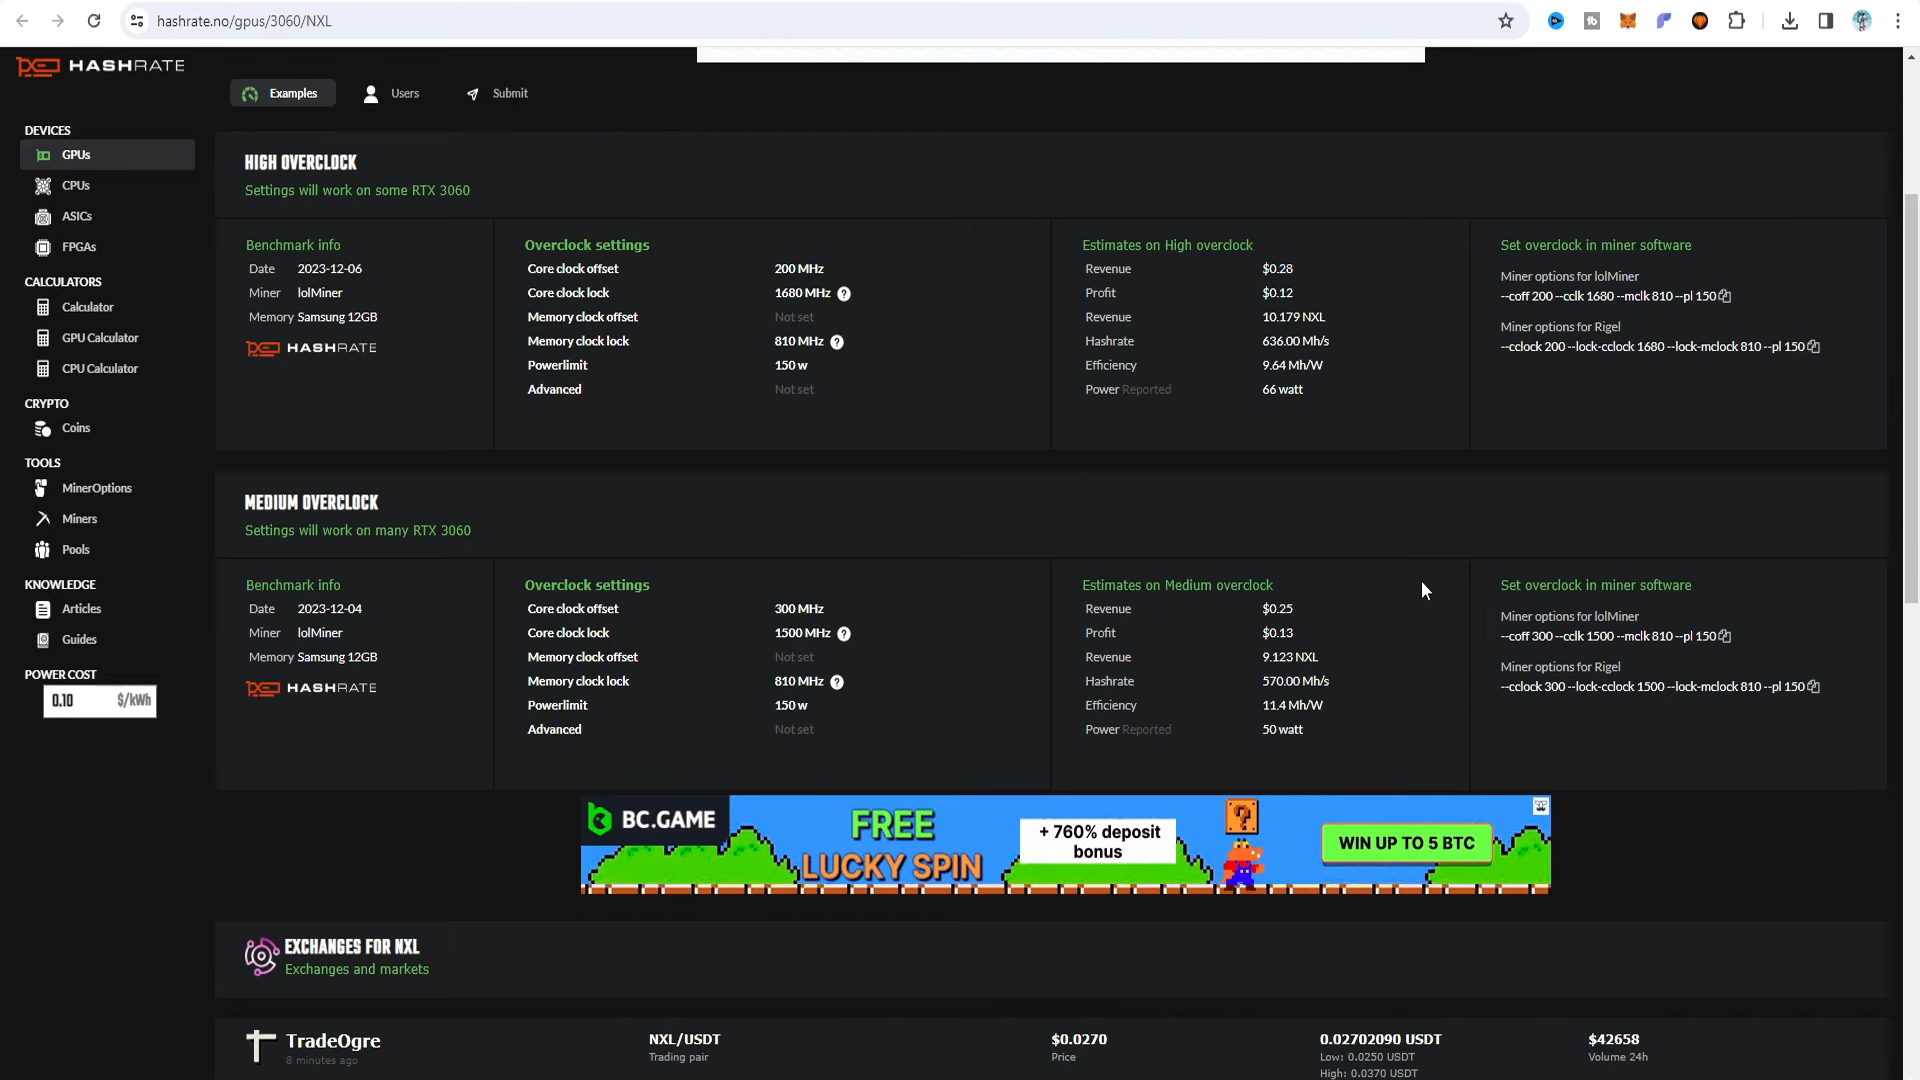 hashrate.no/gpus/3060/NXL
HASHRATE
Examples Users Submit
DEVICES
GPUs
CPUs
ASICs
FPGAs
CALCULATORS
Calculator
GPU Calculator
CPU Calculator
CRYPTO
Coins
TOOLS
MinerOptions
Miners
Pools
KNOWLEDGE
Articles
Guides
POWER COST
0.10 $/kWh
HIGH OVERCLOCK
Settings will work on some RTX 3060
Benchmark info
Date 2023-12-06
Miner lolMiner
Memory Samsung 12GB
HASHRATE
Overclock settings
Core clock offset 200 MHz
Core clock lock 1680 MHz ?
Memory clock offset Not set
Memory clock lock 810 MHz ?
Powerlimit 150 w
Advanced Not set
Estimates on High overclock
Revenue $0.28
Profit $0.12
Revenue 10.179 NXL
Hashrate 636.00 Mh/s
Efficiency 9.64 Mh/W
Power Reported 66 watt
Set overclock in miner software
Miner options for lolMiner
--coff 200 --cclk 1680 --mclk 810 --pl 150
Miner options for Rigel
--cclock 200 --lock-cclock 1680 --lock-mclock 810 --pl 150
MEDIUM OVERCLOCK
Settings will work on many RTX 3060
Benchmark info
Date 2023-12-04
Miner lolMiner
Memory Samsung 12GB
HASHRATE
Overclock settings
Core clock offset 300 MHz
Core clock lock 1500 MHz ?
Memory clock offset Not set
Memory clock lock 810 MHz ?
Powerlimit 150 w
Advanced Not set
Estimates on Medium overclock
Revenue $0.25
Profit $0.13
Revenue 9.123 NXL
Hashrate 570.00 Mh/s
Efficiency 11.4 Mh/W
Power Reported 50 watt
Set overclock in miner software
Miner options for lolMiner
--coff 300 --cclk 1500 --mclk 810 --pl 150
Miner options for Rigel
--cclock 300 --lock-cclock 1500 --lock-mclock 810 --pl 150
BC.GAME
FREE
LUCKY SPIN
+ 760% deposit
bonus
?
WIN UP TO 5 BTC
EXCHANGES FOR NXL
Exchanges and markets
TradeOgre
8 minutes ago
NXL/USDT
Trading pair
$0.0270
Price
0.02702090 USDT
Low: 0.0250 USDT
High: 0.0370 USDT
$42658
Volume 24h